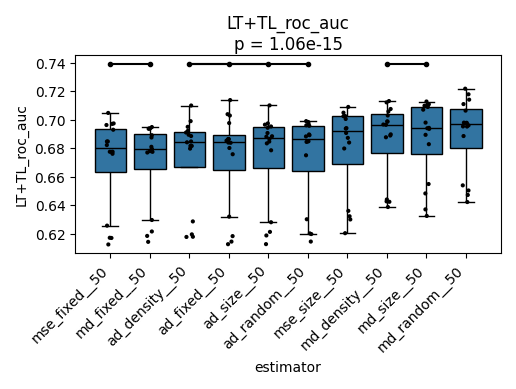 LT+TL_roc_auc
p = 1.06e-15
LT+TL_roc_auc
0.74
0.72
0.70
0.68
0.66
0.64
0.62
mse_fixed__50
md_fixed__50
ad_density__50
ad_fixed__50
ad_size__50
ad_random__50
mse_size__50
md_density__50
md_size__50
md_random__50
estimator